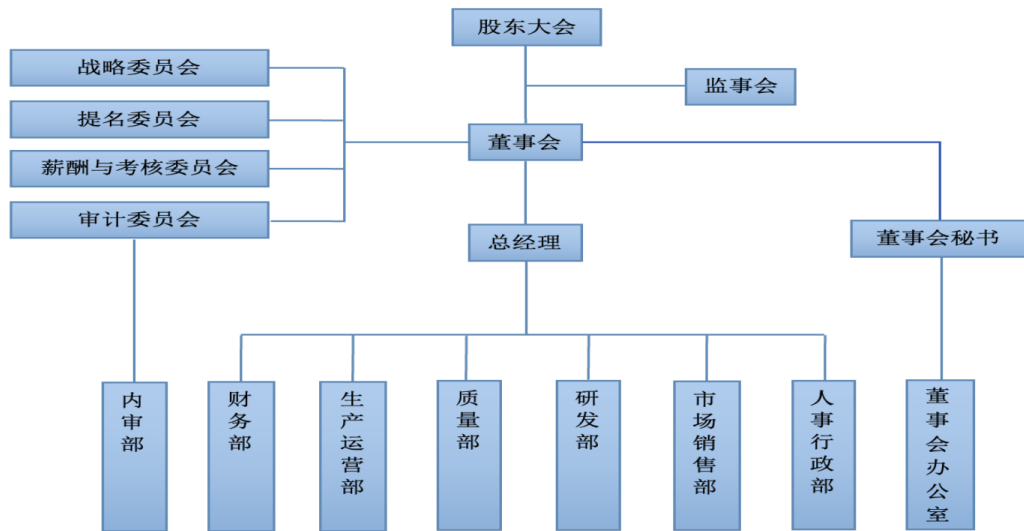 股东大会
战略委员会
监事会
提名委员会
董事会
薪酬与考核委员会
审计委员会
总经理
董事会秘书
内审部
财务部
生产运营部
质量部
研发部
市场销售部
人事行政部
董事会办公室